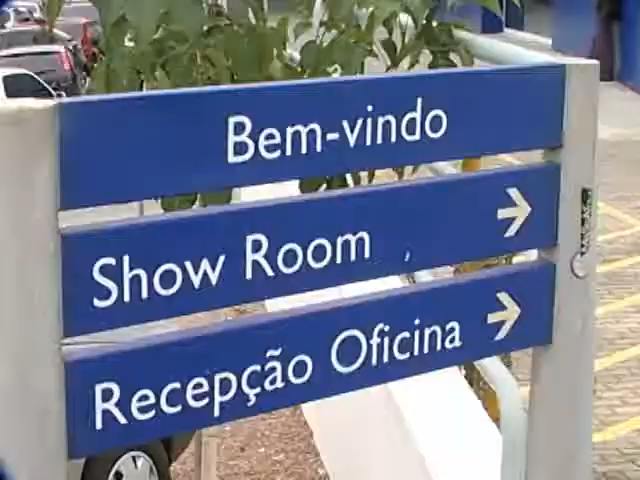 Bem-vindo
Show Room →
Recepção Oficina →